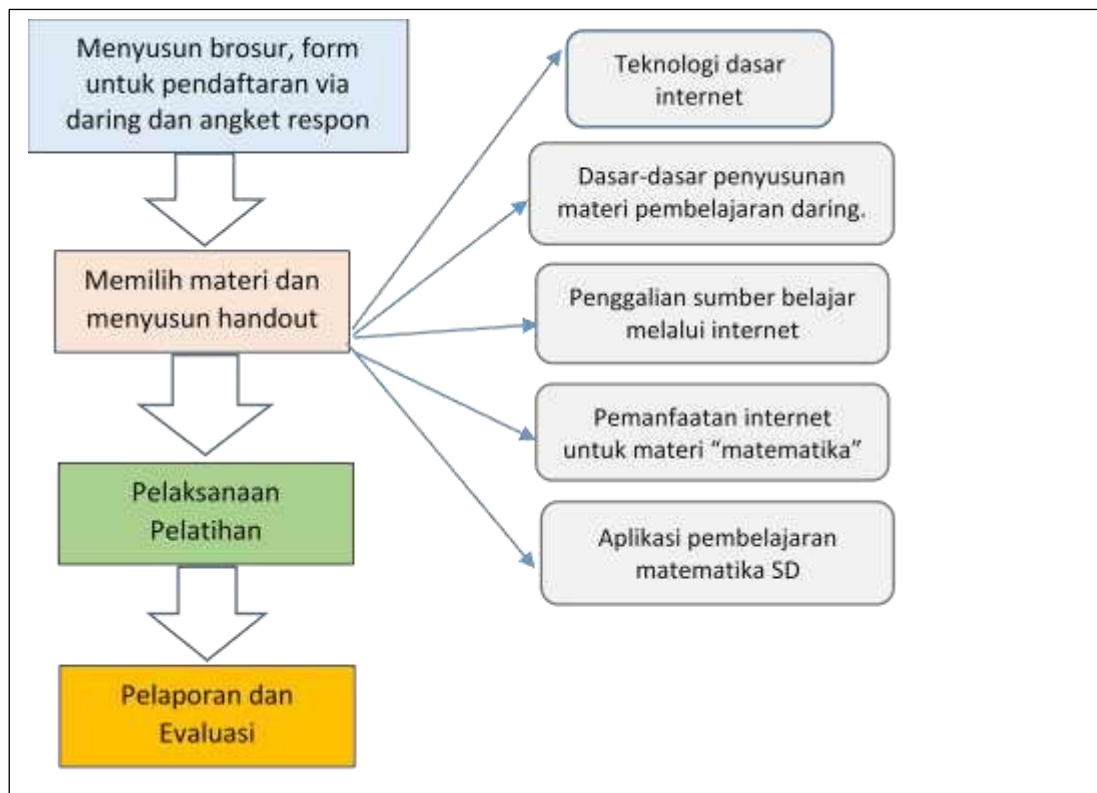 Menyusun brosur, form
untuk pendaftaran via
daring dan angket respon
Memilih materi dan
menyusun handout
Pelaksanaan
Pelatihan
Pelaporan dan
Evaluasi
Teknologi dasar
internet
Dasar-dasar penyusunan
materi pembelajaran daring.
Penggalian sumber belajar
melalui internet
Pemanfaatan internet
untuk materi “matematika”
Aplikasi pembelajaran
matematika SD